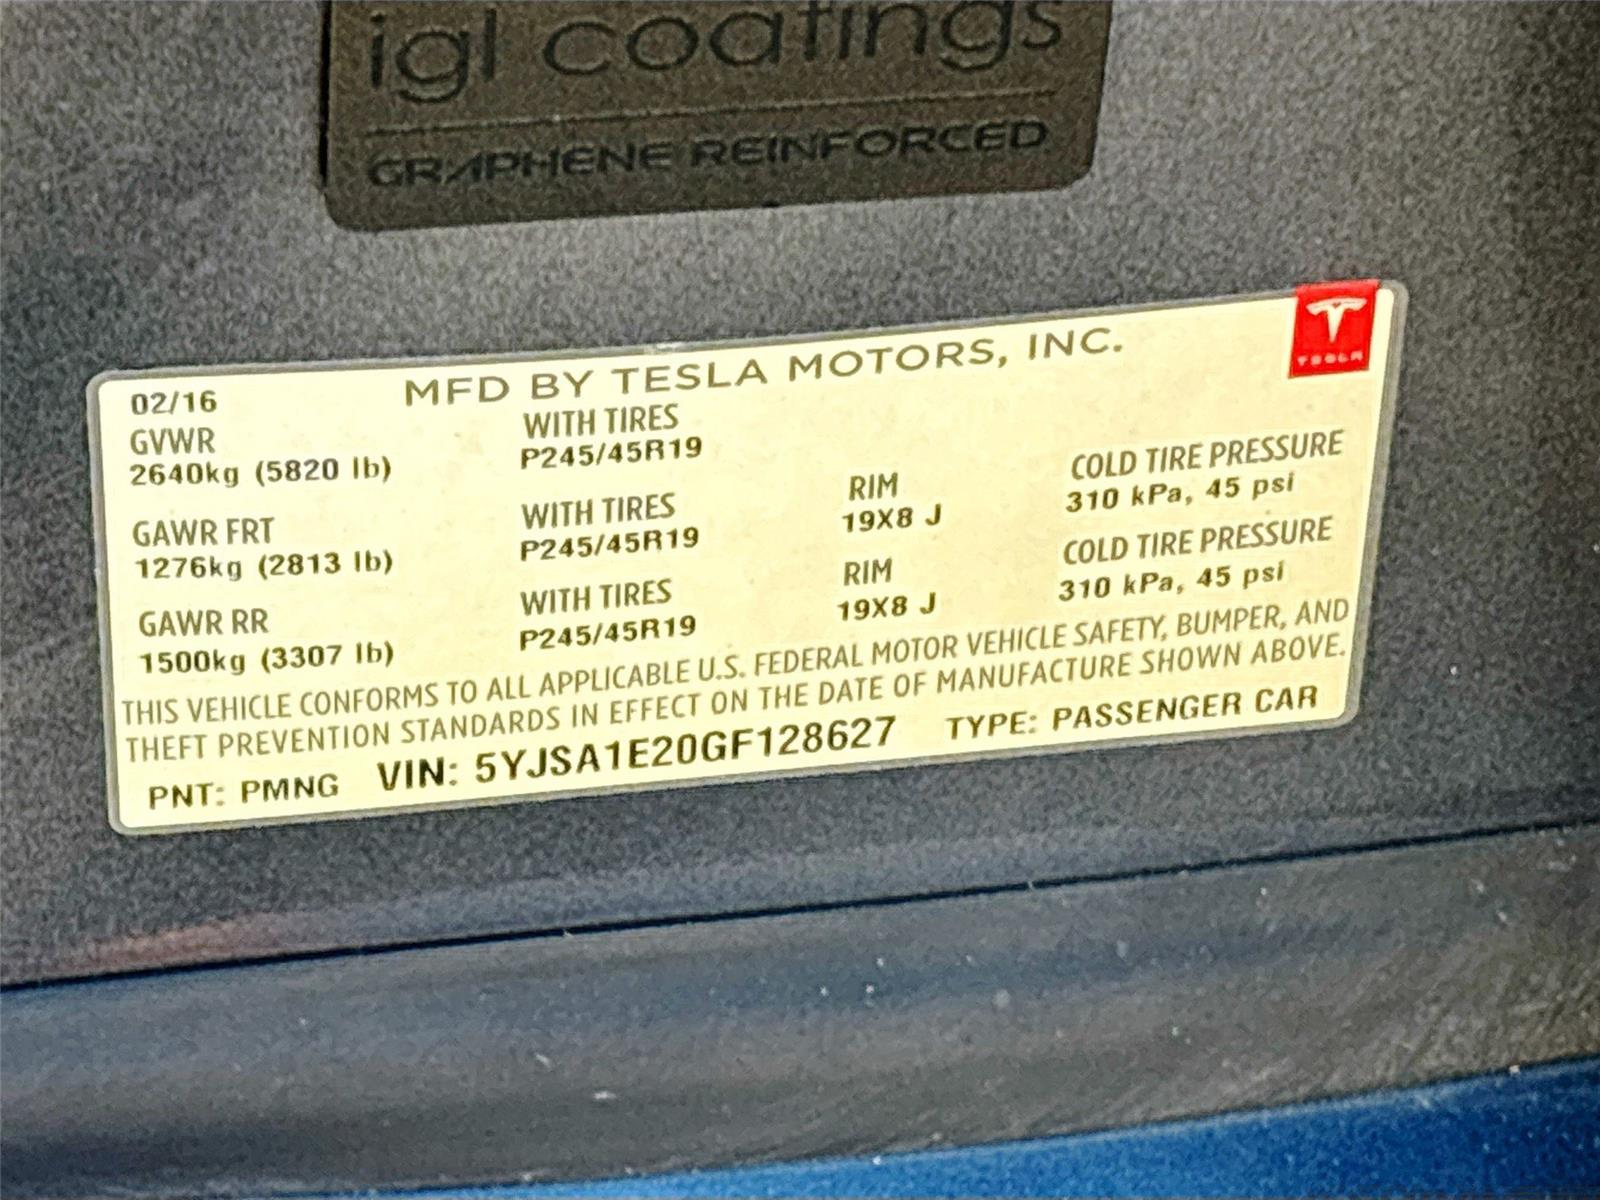 igl coatings
GRAPHENE REINFORCED
TESLA
MFD BY TESLA MOTORS, INC.
02/16
GVWR WITH TIRES
2640kg (5820 lb) P245/45R19
GAWR FRT WITH TIRES RIM COLD TIRE PRESSURE
1276kg (2813 lb) P245/45R19 19X8 J 310 kPa, 45 psi
GAWR RR WITH TIRES RIM COLD TIRE PRESSURE
1500kg (3307 lb) P245/45R19 19X8 J 310 kPa, 45 psi
THIS VEHICLE CONFORMS TO ALL APPLICABLE U.S. FEDERAL MOTOR VEHICLE SAFETY, BUMPER, AND
THEFT PREVENTION STANDARDS IN EFFECT ON THE DATE OF MANUFACTURE SHOWN ABOVE.
PNT: PMNG VIN: 5YJSA1E20GF128627 TYPE: PASSENGER CAR